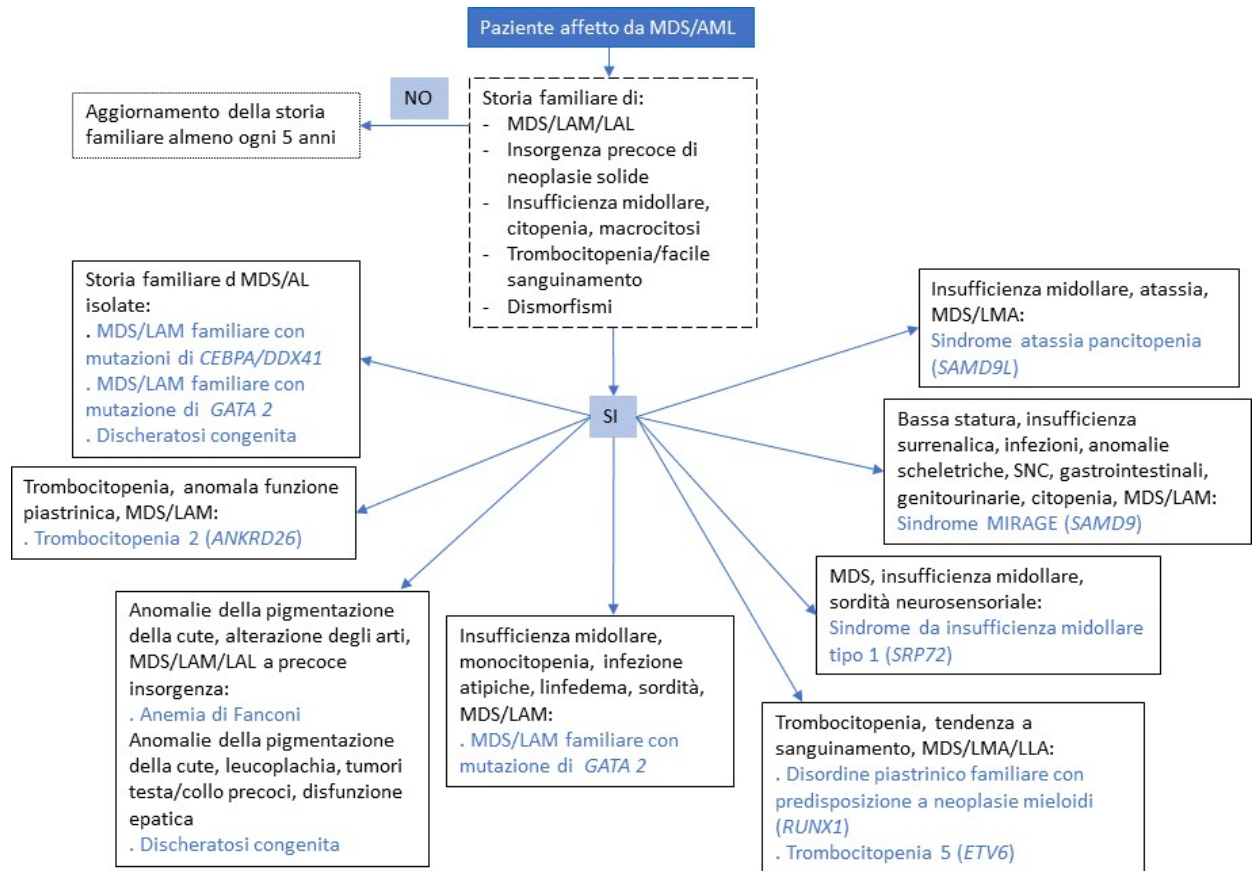 Paziente affetto da MDS/AML
NO
Aggiornamento della storia
familiare almeno ogni 5 anni
Storia familiare di:
- MDS/LAM/LAL
- Insorgenza precoce di
neoplasie solide
- Insufficienza midollare,
citopenia, macrocitosi
- Trombocitopenia/facile
sanguinamento
- Dismorfismi
SI
Storia familiare d MDS/AL
isolate:
. MDS/LAM familiare con
mutazioni di CEBPA/DDX41
. MDS/LAM familiare con
mutazione di GATA 2
. Discheratosi congenita
Trombocitopenia, anomala funzione
piastrinica, MDS/LAM:
. Trombocitopenia 2 (ANKRD26)
Anomalie della pigmentazione
della cute, alterazione degli arti,
MDS/LAM/LAL a precoce
insorgenza:
. Anemia di Fanconi
Anomalie della pigmentazione
della cute, leucoplachia, tumori
testa/collo precoci, disfunzione
epatica
. Discheratosi congenita
Insufficienza midollare,
monocitopenia, infezione
atipiche, linfedema, sordità,
MDS/LAM:
. MDS/LAM familiare con
mutazione di GATA 2
Insufficienza midollare, atassia,
MDS/LMA:
Sindrome atassia pancitopenia
(SAMD9L)
Bassa statura, insufficienza
surrenalica, infezioni, anomalie
scheletriche, SNC, gastrointestinali,
genitourinarie, citopenia, MDS/LAM:
Sindrome MIRAGE (SAMD9)
MDS, insufficienza midollare,
sordità neurosensoriale:
Sindrome da insufficienza midollare
tipo 1 (SRP72)
Trombocitopenia, tendenza a
sanguinamento, MDS/LMA/LLA:
. Disordine piastrinico familiare con
predisposizione a neoplasie mieloidi
(RUNX1)
. Trombocitopenia 5 (ETV6)